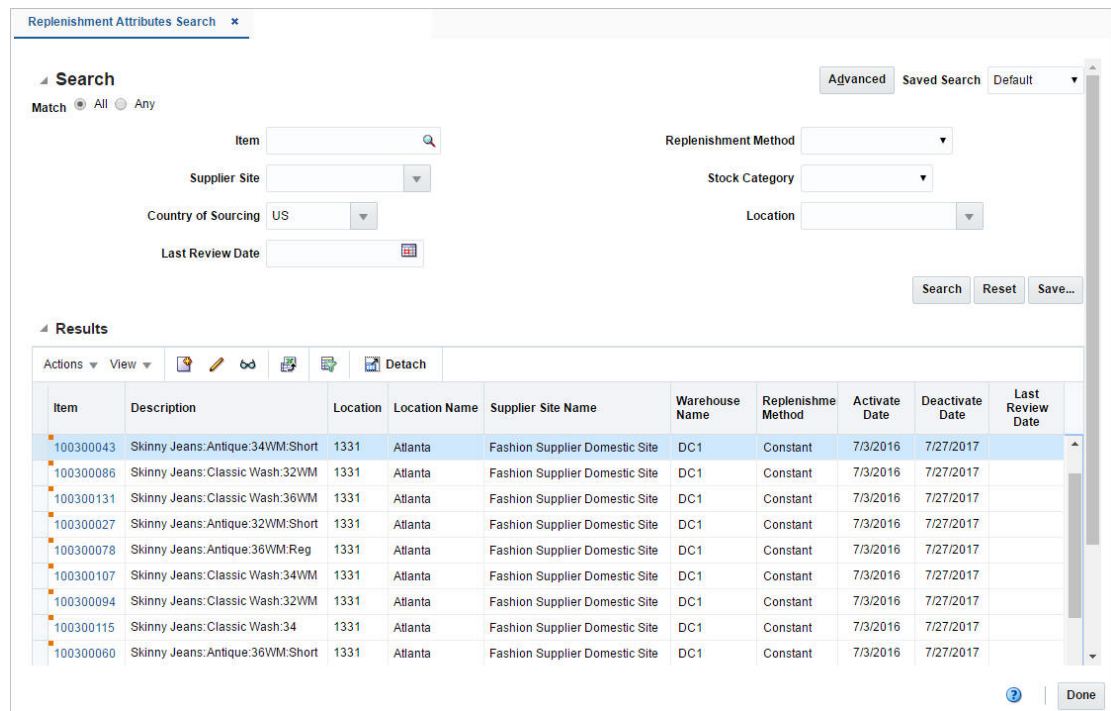 Replenishment Attributes Search ×
Search
Advanced Saved Search Default
Match All Any
Item Replenishment Method
Supplier Site Stock Category
Country of Sourcing US Location
Last Review Date
Search Reset Save...
Results
Actions View Detach
Item Description Location Location Name Supplier Site Name Warehouse Name Replenishme Method Activate Date Deactivate Date Last Review Date
100300043 Skinny Jeans:Antique:34WM:Short 1331 Atlanta Fashion Supplier Domestic Site DC1 Constant 7/3/2016 7/27/2017
100300086 Skinny Jeans:Classic Wash:32WM 1331 Atlanta Fashion Supplier Domestic Site DC1 Constant 7/3/2016 7/27/2017
100300131 Skinny Jeans:Classic Wash:36WM 1331 Atlanta Fashion Supplier Domestic Site DC1 Constant 7/3/2016 7/27/2017
100300027 Skinny Jeans:Antique:32WM:Short 1331 Atlanta Fashion Supplier Domestic Site DC1 Constant 7/3/2016 7/27/2017
100300078 Skinny Jeans:Antique:36WM:Reg 1331 Atlanta Fashion Supplier Domestic Site DC1 Constant 7/3/2016 7/27/2017
100300107 Skinny Jeans:Classic Wash:34WM 1331 Atlanta Fashion Supplier Domestic Site DC1 Constant 7/3/2016 7/27/2017
100300094 Skinny Jeans:Classic Wash:32WM 1331 Atlanta Fashion Supplier Domestic Site DC1 Constant 7/3/2016 7/27/2017
100300115 Skinny Jeans:Classic Wash:34 1331 Atlanta Fashion Supplier Domestic Site DC1 Constant 7/3/2016 7/27/2017
100300060 Skinny Jeans:Antique:36WM:Short 1331 Atlanta Fashion Supplier Domestic Site DC1 Constant 7/3/2016 7/27/2017
? Done